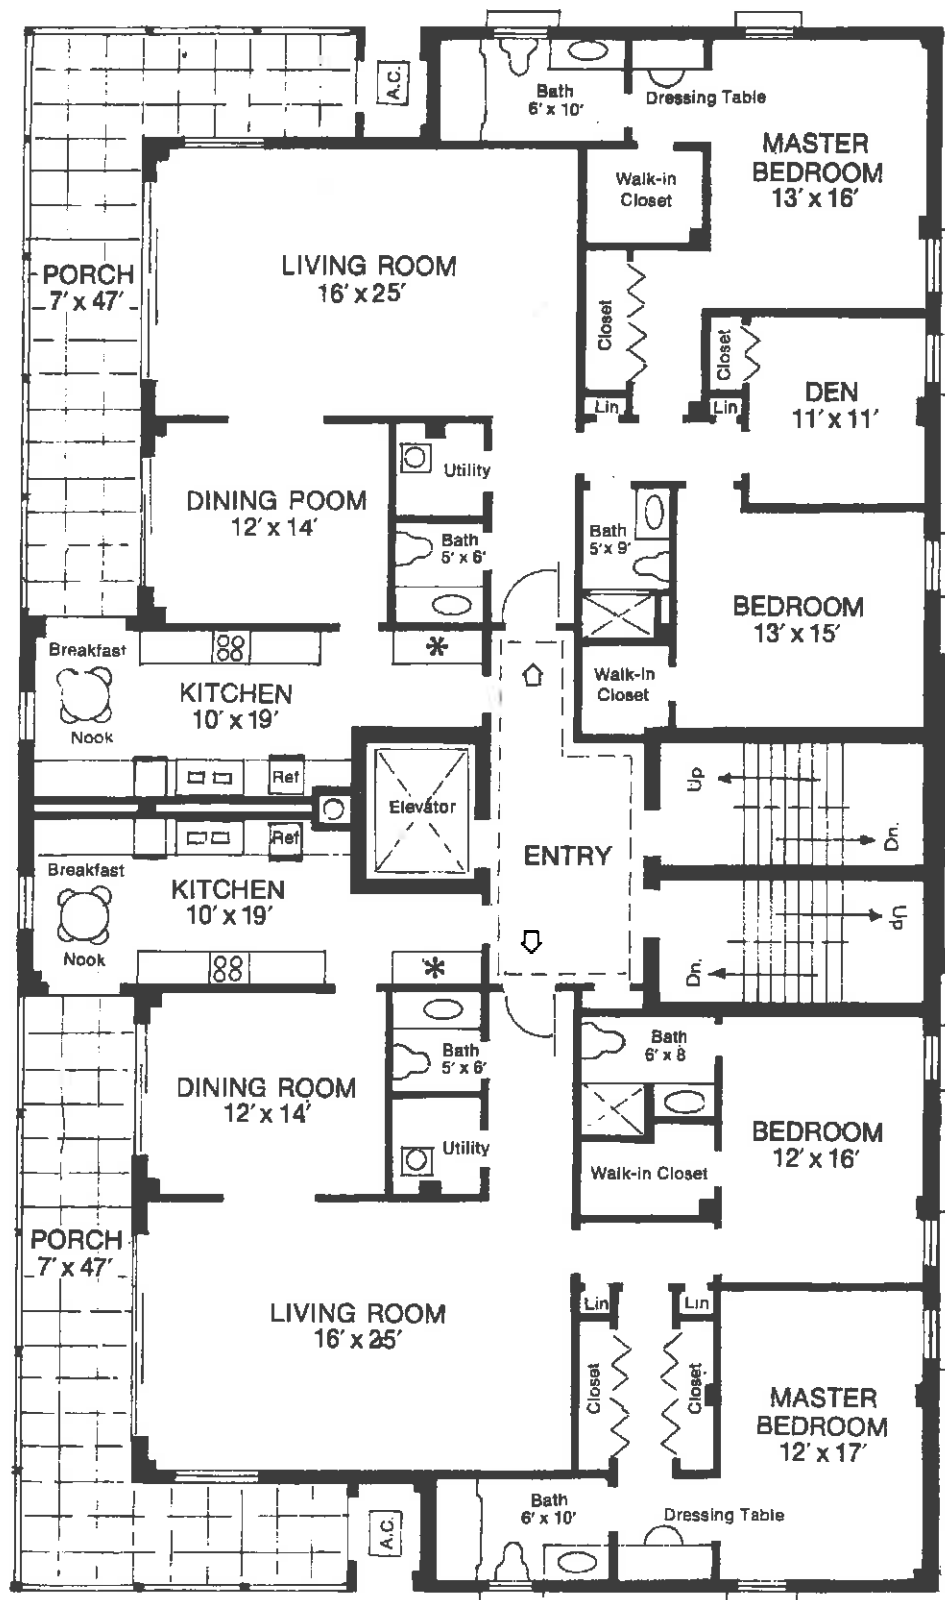 A.C.
Bath
6' x 10'
Dressing Table
MASTER
BEDROOM
13' x 16'
Walk-in
Closet
LIVING ROOM
16' x 25'
PORCH
7' x 47'
Closet
Closet
DEN
11' x 11'
Lin
Lin
Utility
DINING POOM
12' x 14'
Bath
5' x 6'
Bath
5' x 9'
BEDROOM
13' x 15'
Breakfast
Nook
KITCHEN
10' x 19'
*
Walk-in
Closet
Ref
Elevator
Up
Dn.
ENTRY
Ref
Breakfast
Nook
KITCHEN
10' x 19'
*
Up
Dn.
Bath
5' x 6'
Bath
6' x 8
DINING ROOM
12' x 14'
Utility
BEDROOM
12' x 16'
Walk-in Closet
PORCH
7' x 47'
LIVING ROOM
16' x 25'
Lin
Lin
Closet
Closet
MASTER
BEDROOM
12' x 17'
Bath
6' x 10'
Dressing Table
A.C.